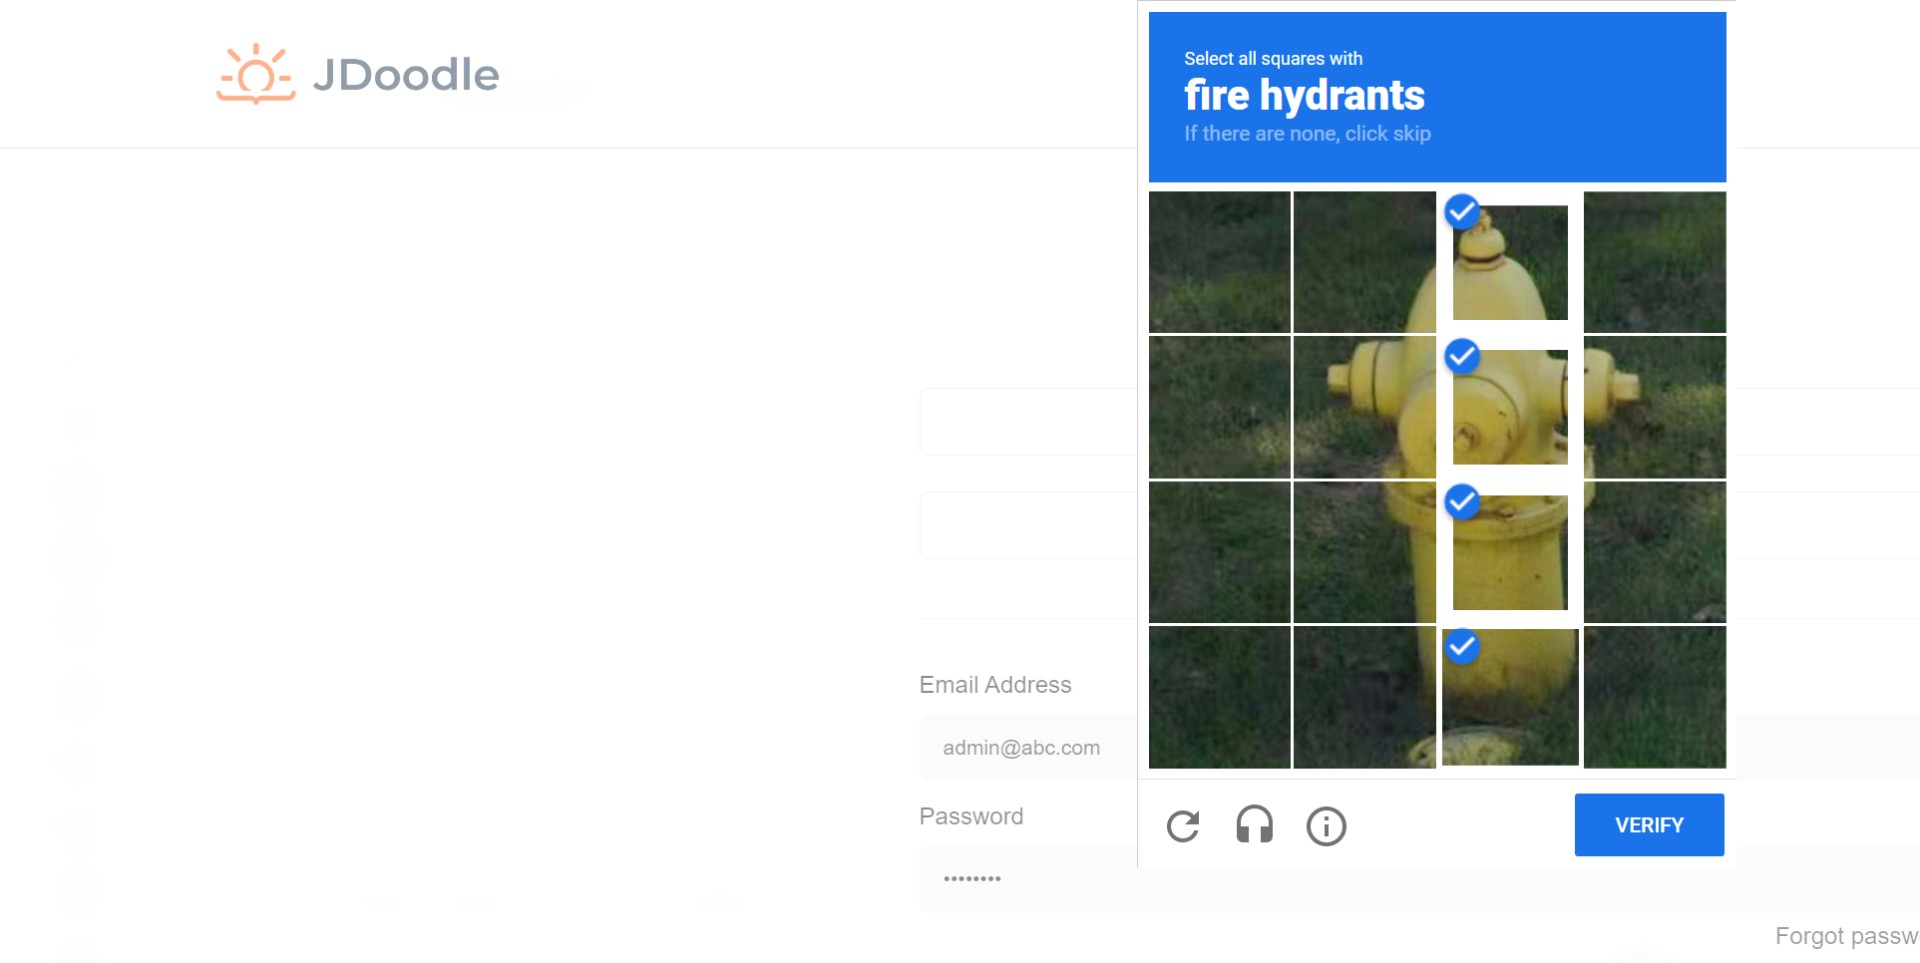 JDoodle
Select all squares with
fire hydrants
If there are none, click skip
Email Address
admin@abc.com
Password
••••••••
VERIFY
Forgot passw